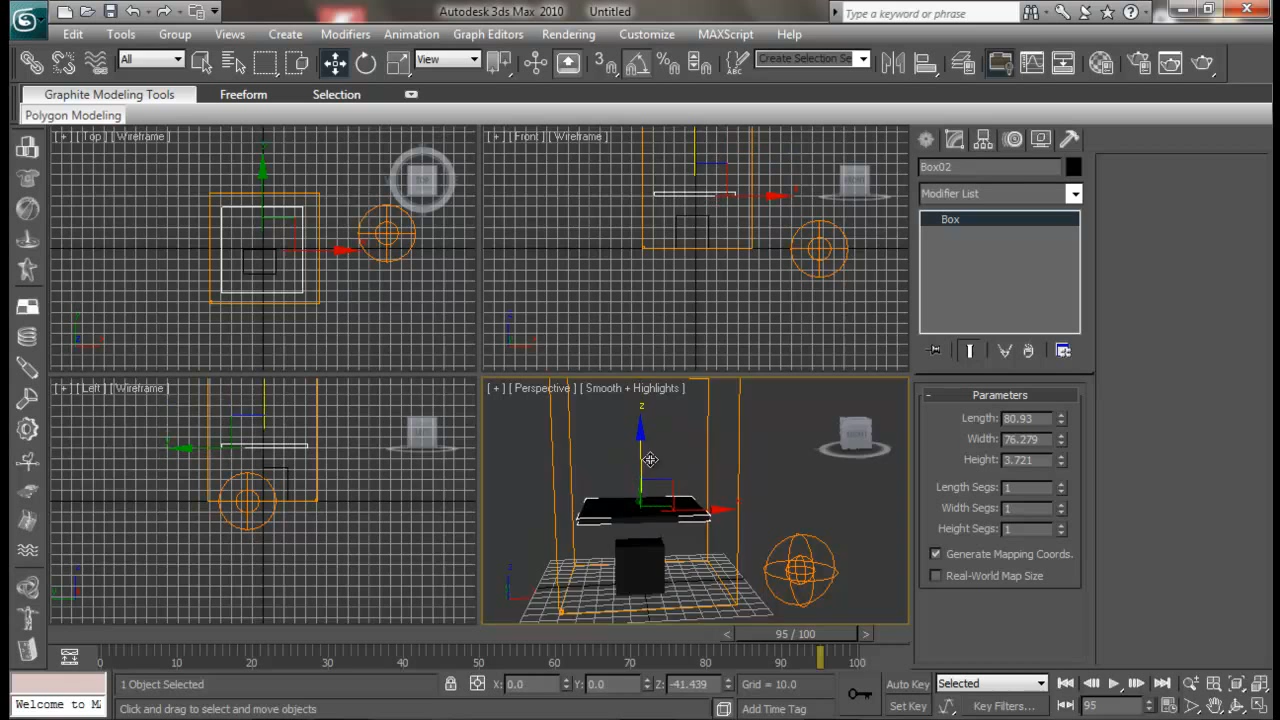 Autodesk 3ds Max 2010 Untitled
Type a keyword or phrase
Edit Tools Group Views Create Modifiers Animation Graph Editors Rendering Customize MAXScript Help
All View Create Selection Se
Graphite Modeling Tools Freeform Selection
Polygon Modeling
[ + ] [ Top ] [ Wireframe ]
[ + ] [ Front ] [ Wireframe ]
TOP
FRONT
Box02
Modifier List
Box
[ + ] [ Left ] [ Wireframe ]
[ + ] [ Perspective ] [ Smooth + Highlights ]
z
Parameters
Length: 80.93
Width: 76.279
Height: 3.721
Length Segs: 1
Width Segs: 1
Height Segs: 1
Generate Mapping Coords.
Real-World Map Size
< 95 / 100 >
0 10 20 30 40 50 60 70 80 90 100
1 Object Selected X: 0.0 Y: 0.0 Z: -41.439 Grid = 10.0 Auto Key Selected
Welcome to Click and drag to select and move objects Add Time Tag Set Key Key Filters... 95